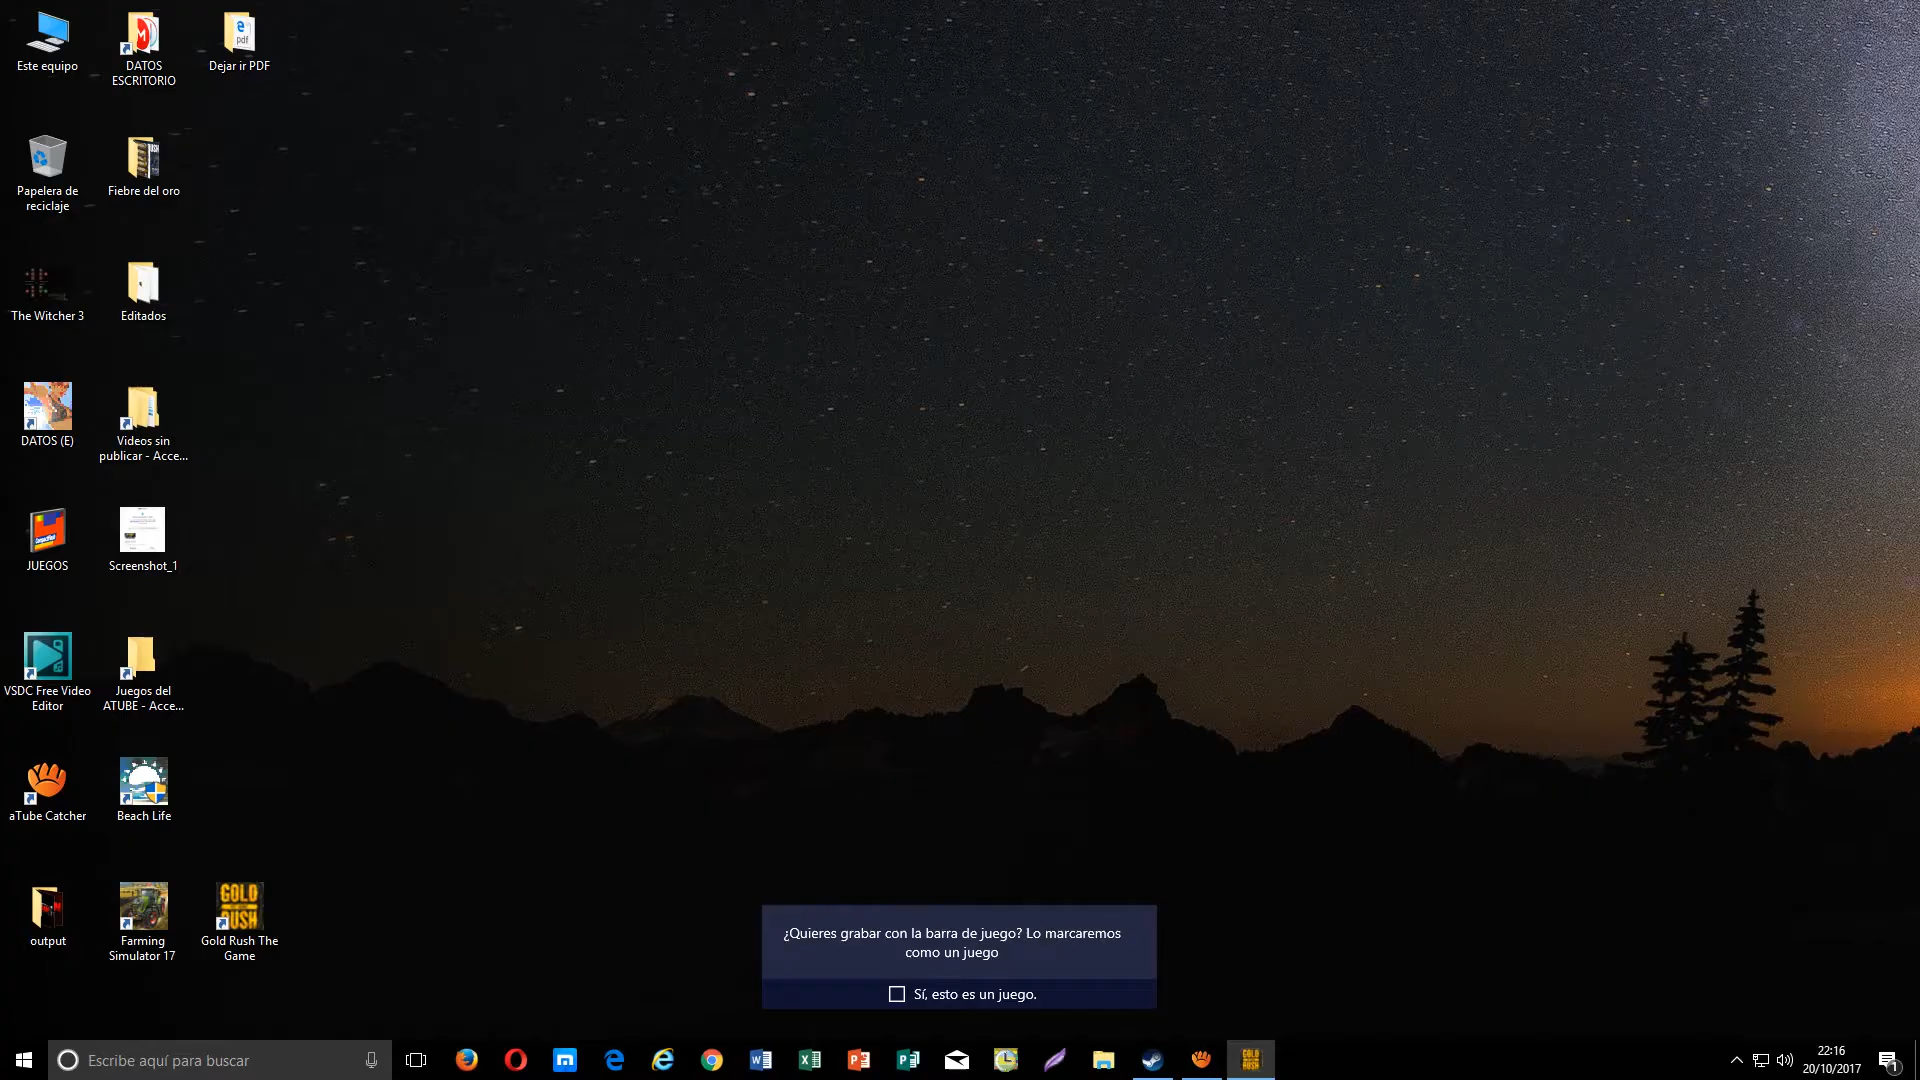 Este equipo
DATOS
ESCRITORIO
Dejar ir PDF
Papelera de
reciclaje
Fiebre del oro
The Witcher 3
Editados
DATOS (E)
Videos sin
publicar - Acce...
JUEGOS
Screenshot_1
VSDC Free Video
Editor
Juegos del
ATUBE - Acce...
aTube Catcher
Beach Life
output
Farming
Simulator 17
GOLD
RUSH
Gold Rush The
Game
¿Quieres grabar con la barra de juego? Lo marcaremos
como un juego
Sí, esto es un juego.
Escribe aquí para buscar
22:16
20/10/2017
1